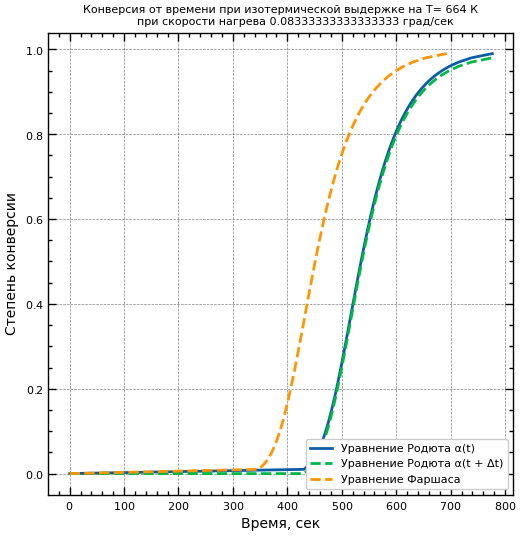 Конверсия от времени при изотермической выдержке на T= 664 К
при скорости нагрева 0.08333333333333333 град/сек
Степень конверсии
1.0
0.8
0.6
0.4
0.2
0.0
Уравнение Родюта α(t)
Уравнение Родюта α(t + Δt)
Уравнение Фаршаса
0 100 200 300 400 500 600 700 800
Время, сек